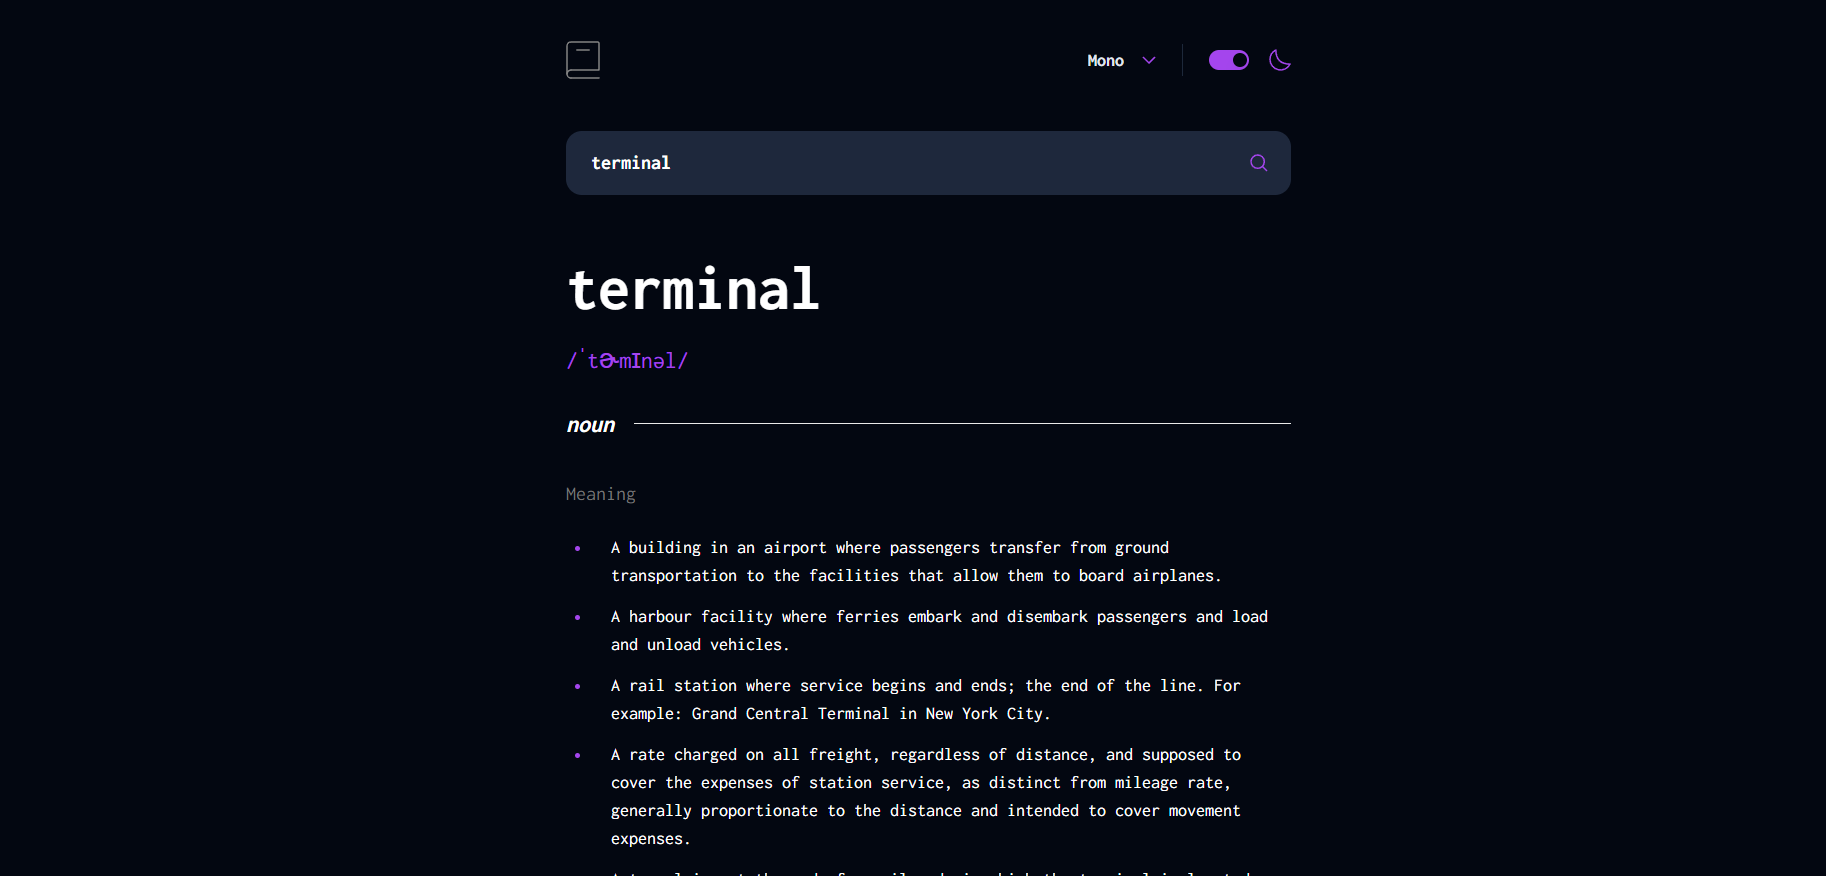 Mono
terminal
terminal
/ˈtɚmɪnəl/
noun
Meaning
A building in an airport where passengers transfer from ground
transportation to the facilities that allow them to board airplanes.
A harbour facility where ferries embark and disembark passengers and load
and unload vehicles.
A rail station where service begins and ends; the end of the line. For
example: Grand Central Terminal in New York City.
A rate charged on all freight, regardless of distance, and supposed to
cover the expenses of station service, as distinct from mileage rate,
generally proportionate to the distance and intended to cover movement
expenses.